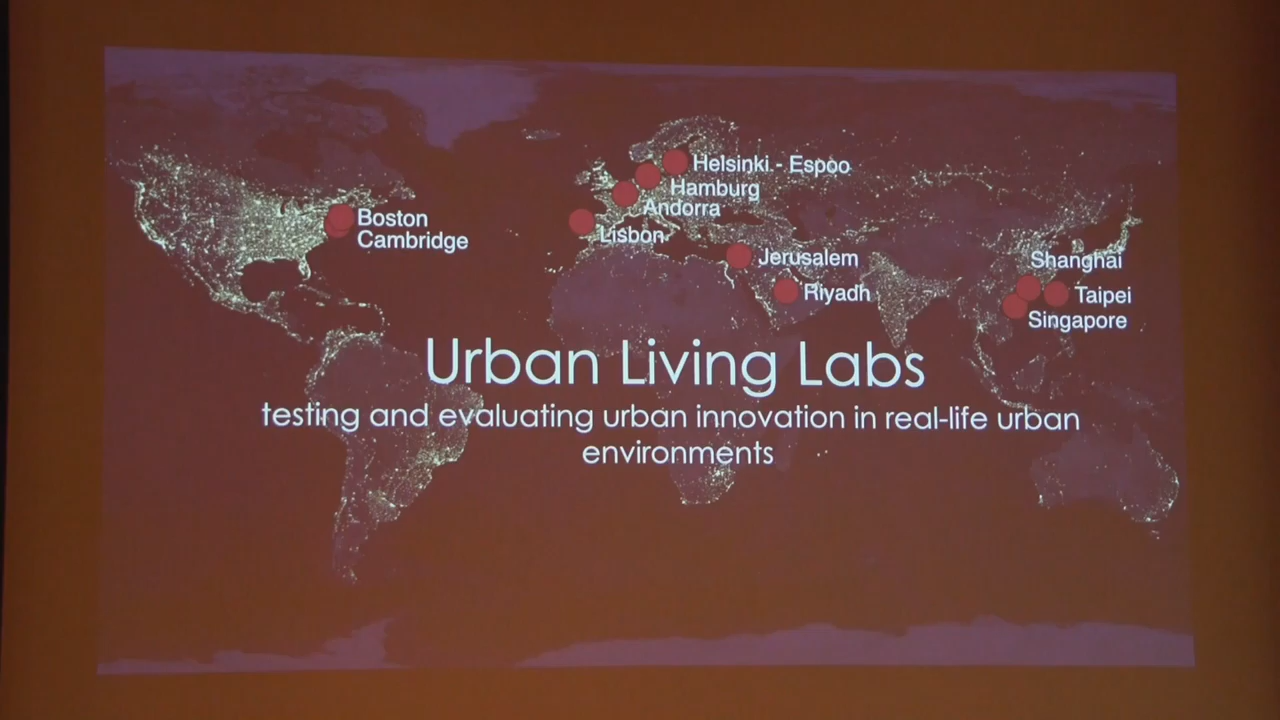 Helsinki - Espoo
Hamburg
Andorra
Boston
Cambridge
Lisbon
Jerusalem
Shanghai
Riyadh
Taipei
Singapore
Urban Living Labs
testing and evaluating urban innovation in real-life urban
environments